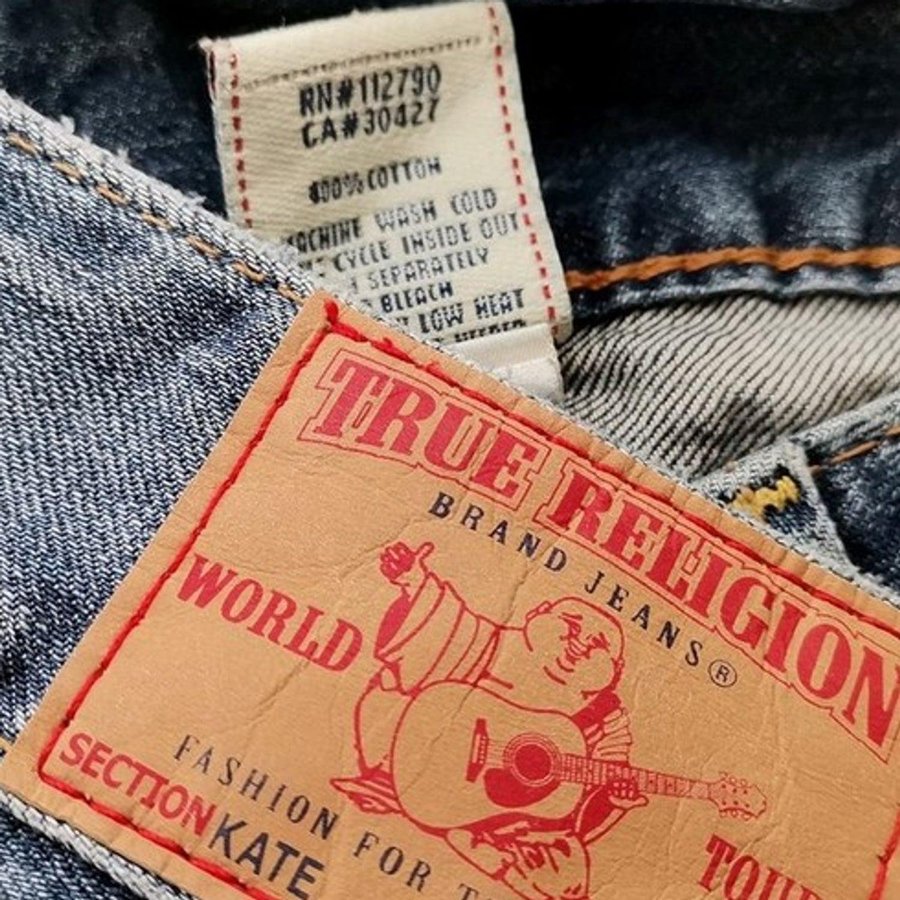 RN#112790
CA#30427
100% COTTON
MACHINE WASH COLD
CYCLE INSIDE OUT
SEPARATELY
BLEACH
LOW HEAT
TRUE RELIGION
BRAND JEANS®
WORLD TOUR
FASHION FOR
SECTION KATE